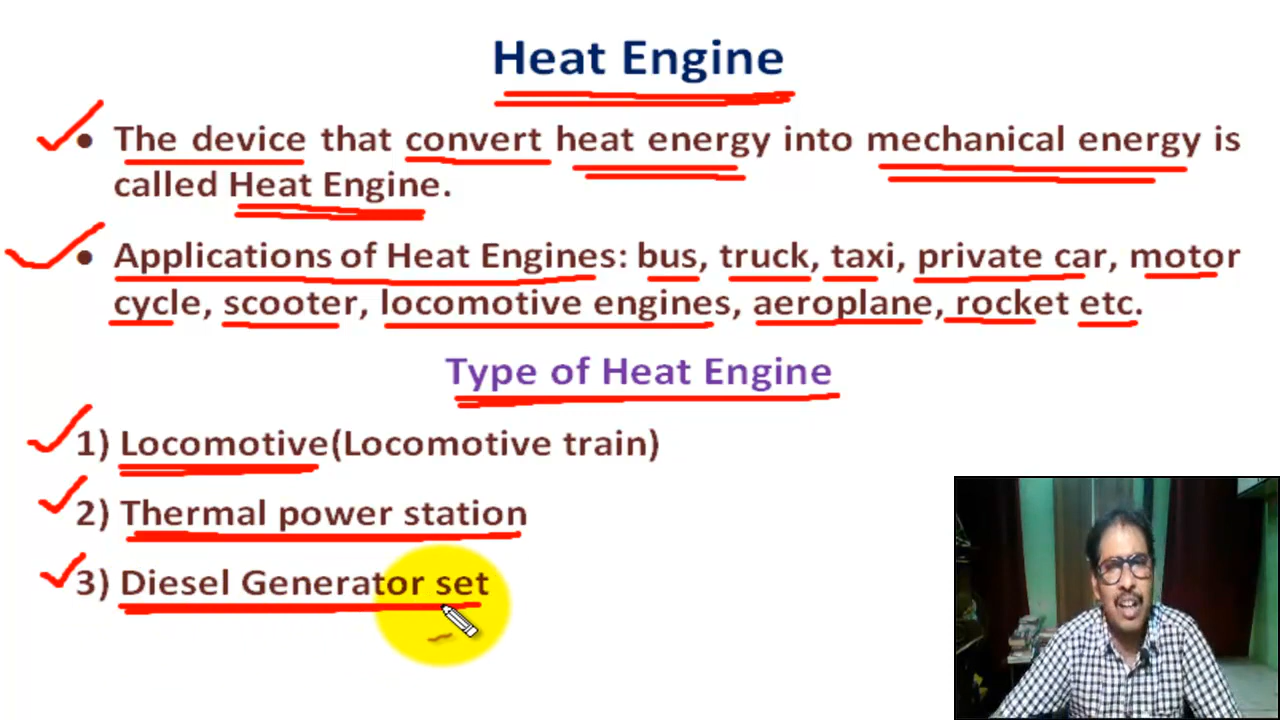 Heat Engine
• The device that convert heat energy into mechanical energy is
called Heat Engine.
• Applications of Heat Engines: bus, truck, taxi, private car, motor
cycle, scooter, locomotive engines, aeroplane, rocket etc.
Type of Heat Engine
1) Locomotive(Locomotive train)
2) Thermal power station
3) Diesel Generator set